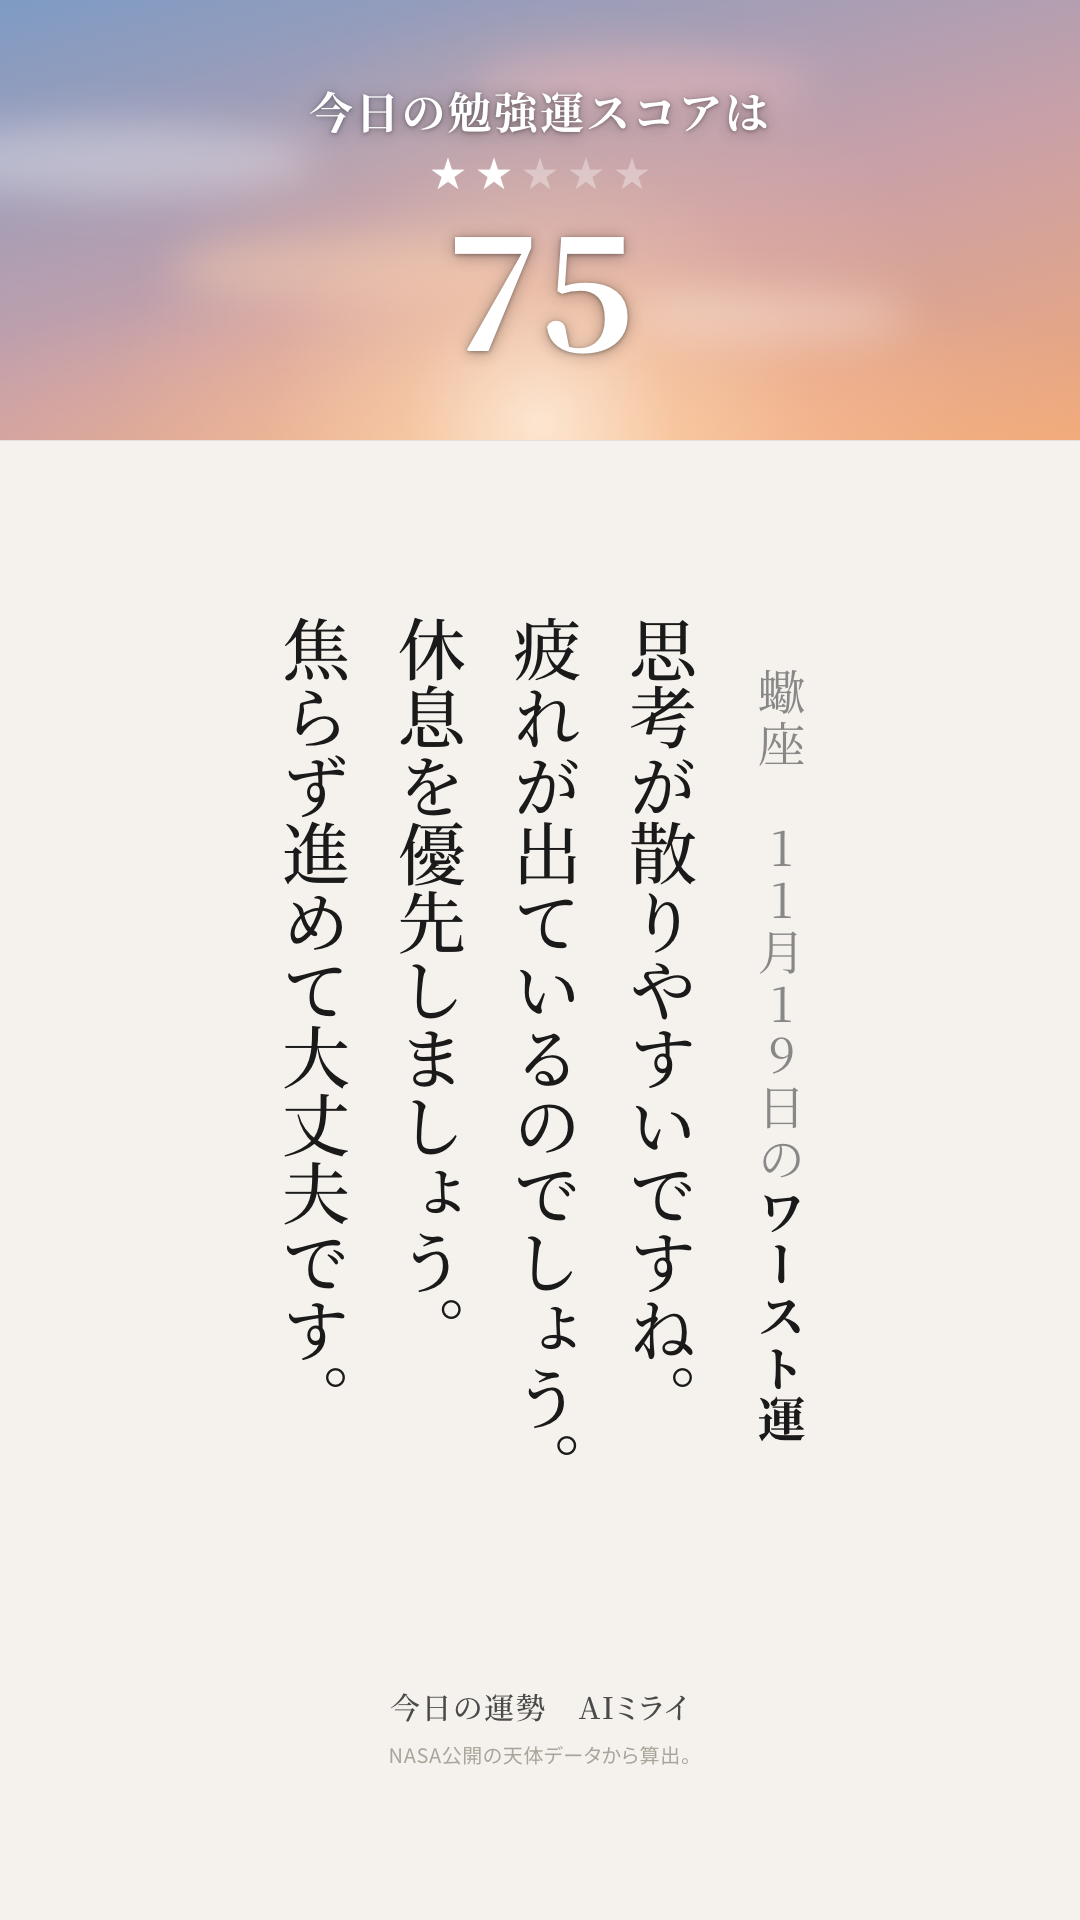 今日の勉強運スコアは
★★★★★
75
蠍座　11月19日のワースト運
思考が散りやすいですね。
疲れが出ているのでしょう。
休息を優先しましょう。
焦らず進めて大丈夫です。
今日の運勢　AIミライ
NASA公開の天体データから算出。